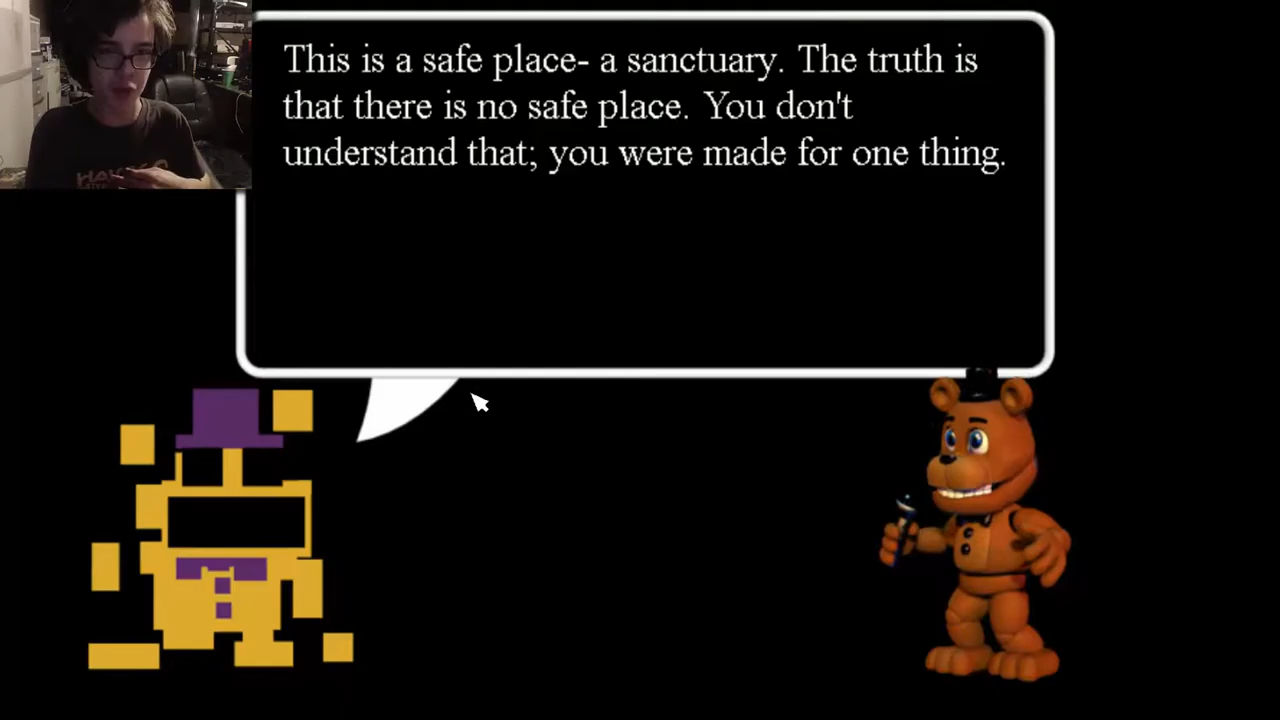 This is a safe place- a sanctuary. The truth is
that there is no safe place. You don't
understand that; you were made for one thing.